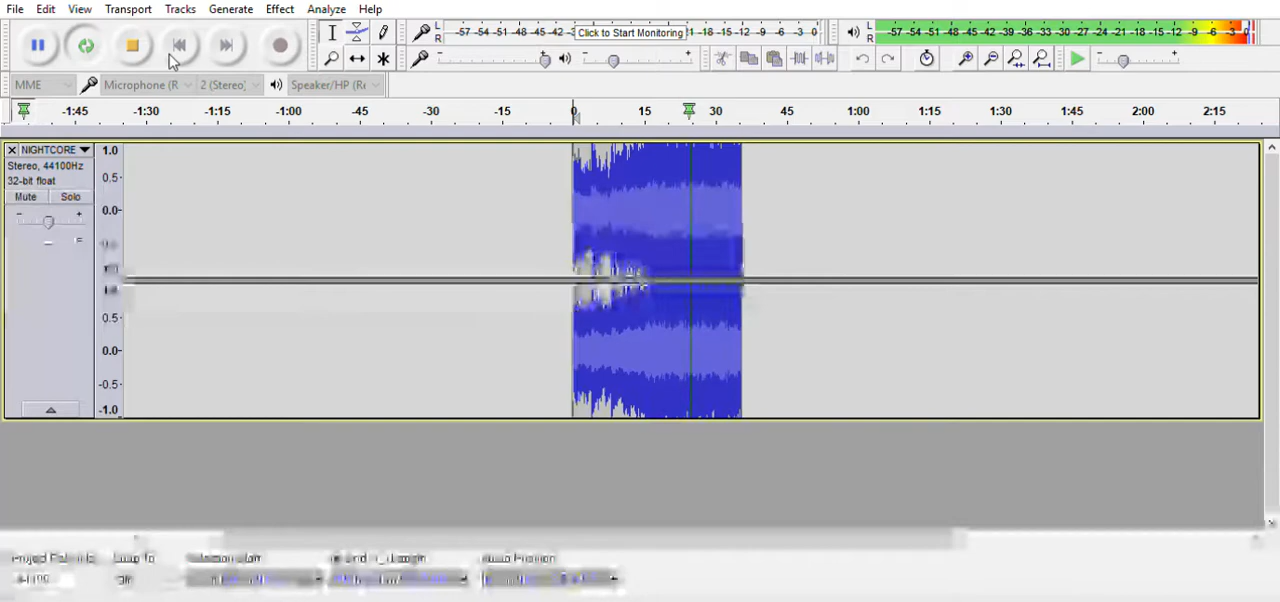 File Edit View Transport Tracks Generate Effect Analyze Help
L R -57 -54 -51 -48 -45 -42 Click to Start Monitoring -18 -15 -12 -9 -6 -3 0 L R -57 -54 -51 -48 -45 -42 -39 -36 -33 -30 -27 -24 -21 -18 -15 -12 -9 -6 -3 0
MME Microphone (R 2 (Stereo) Speaker/HP (Re
-1:45 -1:30 -1:15 -1:00 -45 -30 -15 0 15 30 45 1:00 1:15 1:30 1:45 2:00 2:15
NIGHTCORE 1.0
Stereo, 44100Hz
32-bit float
0.5
Mute Solo
0.0
- +
0.5
0.0
-0.5
-1.0